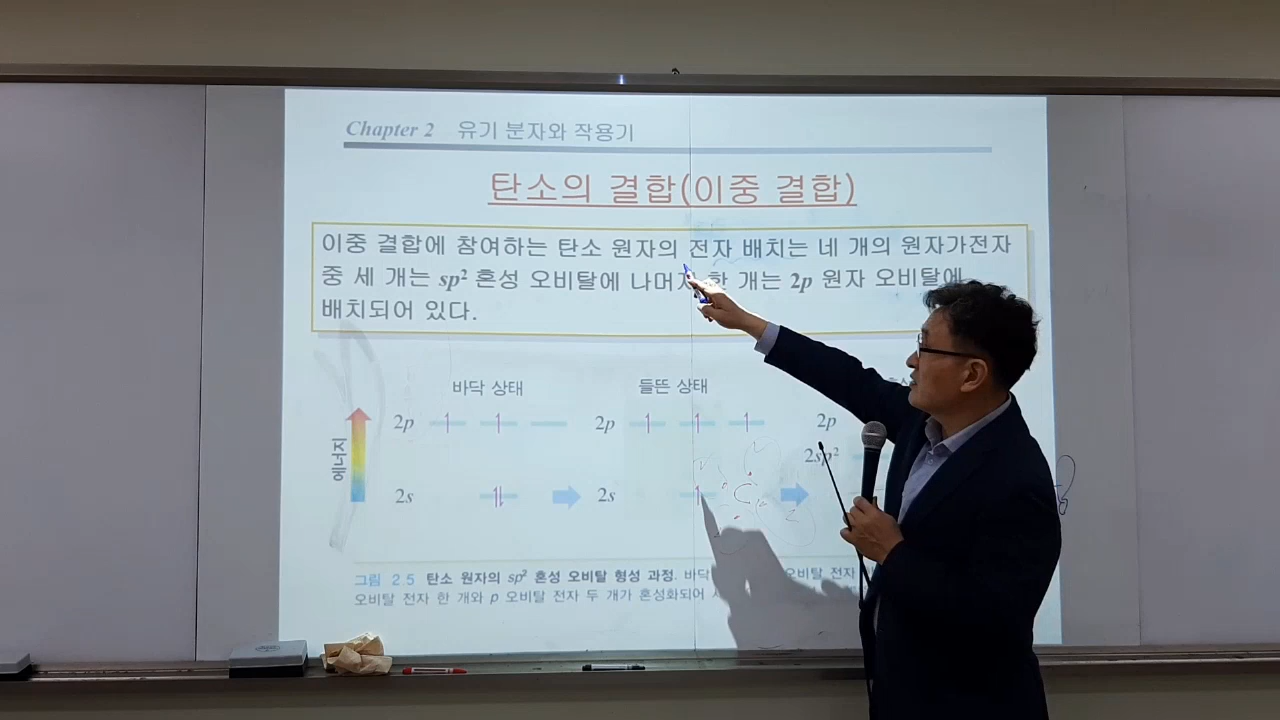 Chapter 2 유기 분자와 작용기
탄소의 결합(이중 결합)
이중 결합에 참여하는 탄소 원자의 전자 배치는 네 개의 원자가전자
중 세 개는 sp² 혼성 오비탈에 나머지 한 개는 2p 원자 오비탈에
배치되어 있다.
바닥 상태 들뜬 상태
2p 2p 2p
2sp²
에너지
2s 2s
그림 2.5 탄소 원자의 sp² 혼성 오비탈 형성 과정. 바닥 오비탈 전자
오비탈 전자 한 개와 p 오비탈 전자 두 개가 혼성화되어